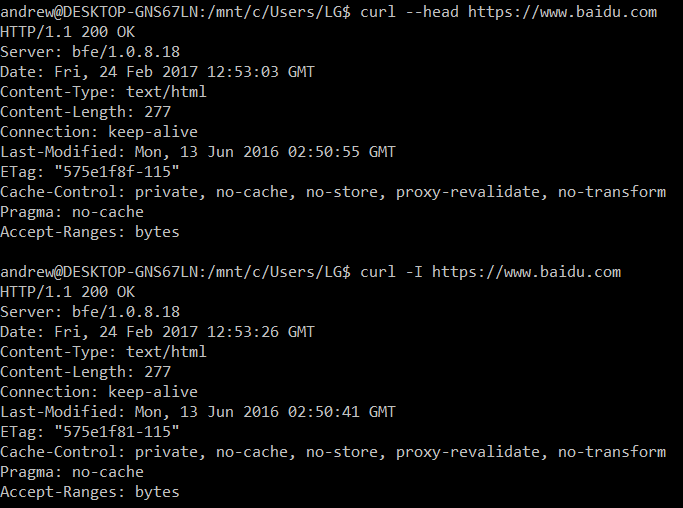 andrew@DESKTOP-GNS67LN:/mnt/c/Users/LG$ curl --head https://www.baidu.com
HTTP/1.1 200 OK
Server: bfe/1.0.8.18
Date: Fri, 24 Feb 2017 12:53:03 GMT
Content-Type: text/html
Content-Length: 277
Connection: keep-alive
Last-Modified: Mon, 13 Jun 2016 02:50:55 GMT
ETag: "575e1f8f-115"
Cache-Control: private, no-cache, no-store, proxy-revalidate, no-transform
Pragma: no-cache
Accept-Ranges: bytes

andrew@DESKTOP-GNS67LN:/mnt/c/Users/LG$ curl -I https://www.baidu.com
HTTP/1.1 200 OK
Server: bfe/1.0.8.18
Date: Fri, 24 Feb 2017 12:53:26 GMT
Content-Type: text/html
Content-Length: 277
Connection: keep-alive
Last-Modified: Mon, 13 Jun 2016 02:50:41 GMT
ETag: "575e1f81-115"
Cache-Control: private, no-cache, no-store, proxy-revalidate, no-transform
Pragma: no-cache
Accept-Ranges: bytes